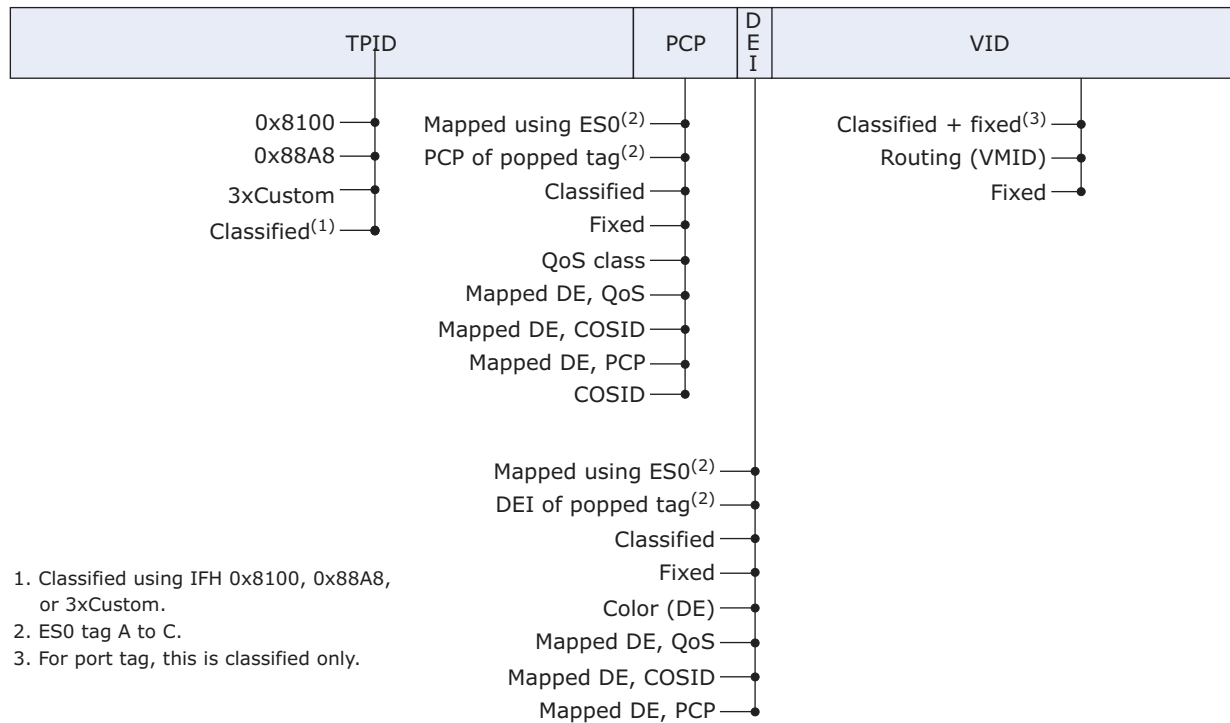 TPID
PCP
DEI
VID
0x8100
0x88A8
3xCustom
Classified(1)
Mapped using ES0(2)
PCP of popped tag(2)
Classified
Fixed
QoS class
Mapped DE, QoS
Mapped DE, COSID
Mapped DE, PCP
COSID
Classified + fixed(3)
Routing (VMID)
Fixed
Mapped using ES0(2)
DEI of popped tag(2)
Classified
Fixed
Color (DE)
Mapped DE, QoS
Mapped DE, COSID
Mapped DE, PCP
1. Classified using IFH 0x8100, 0x88A8,
or 3xCustom.
2. ES0 tag A to C.
3. For port tag, this is classified only.